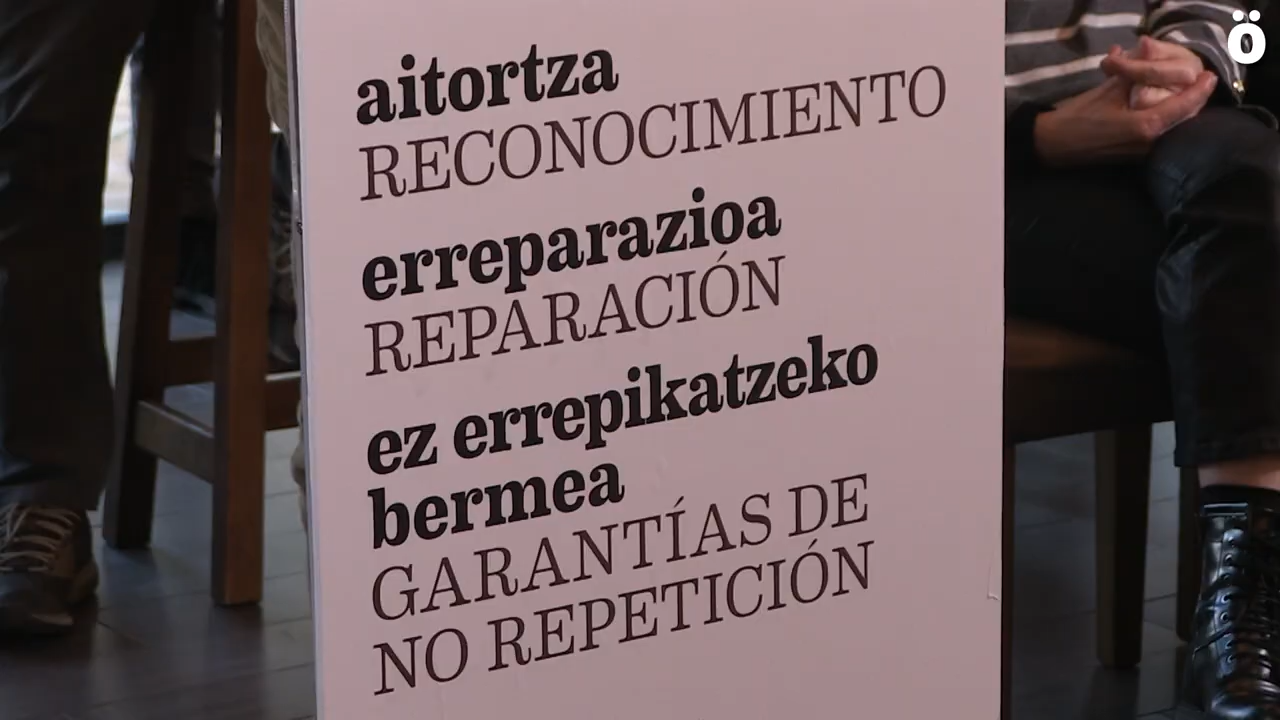 ö
aitortza
RECONOCIMIENTO
erreparazioa
REPARACIÓN
ez errepikatzeko
bermea
GARANTÍAS DE
NO REPETICIÓN